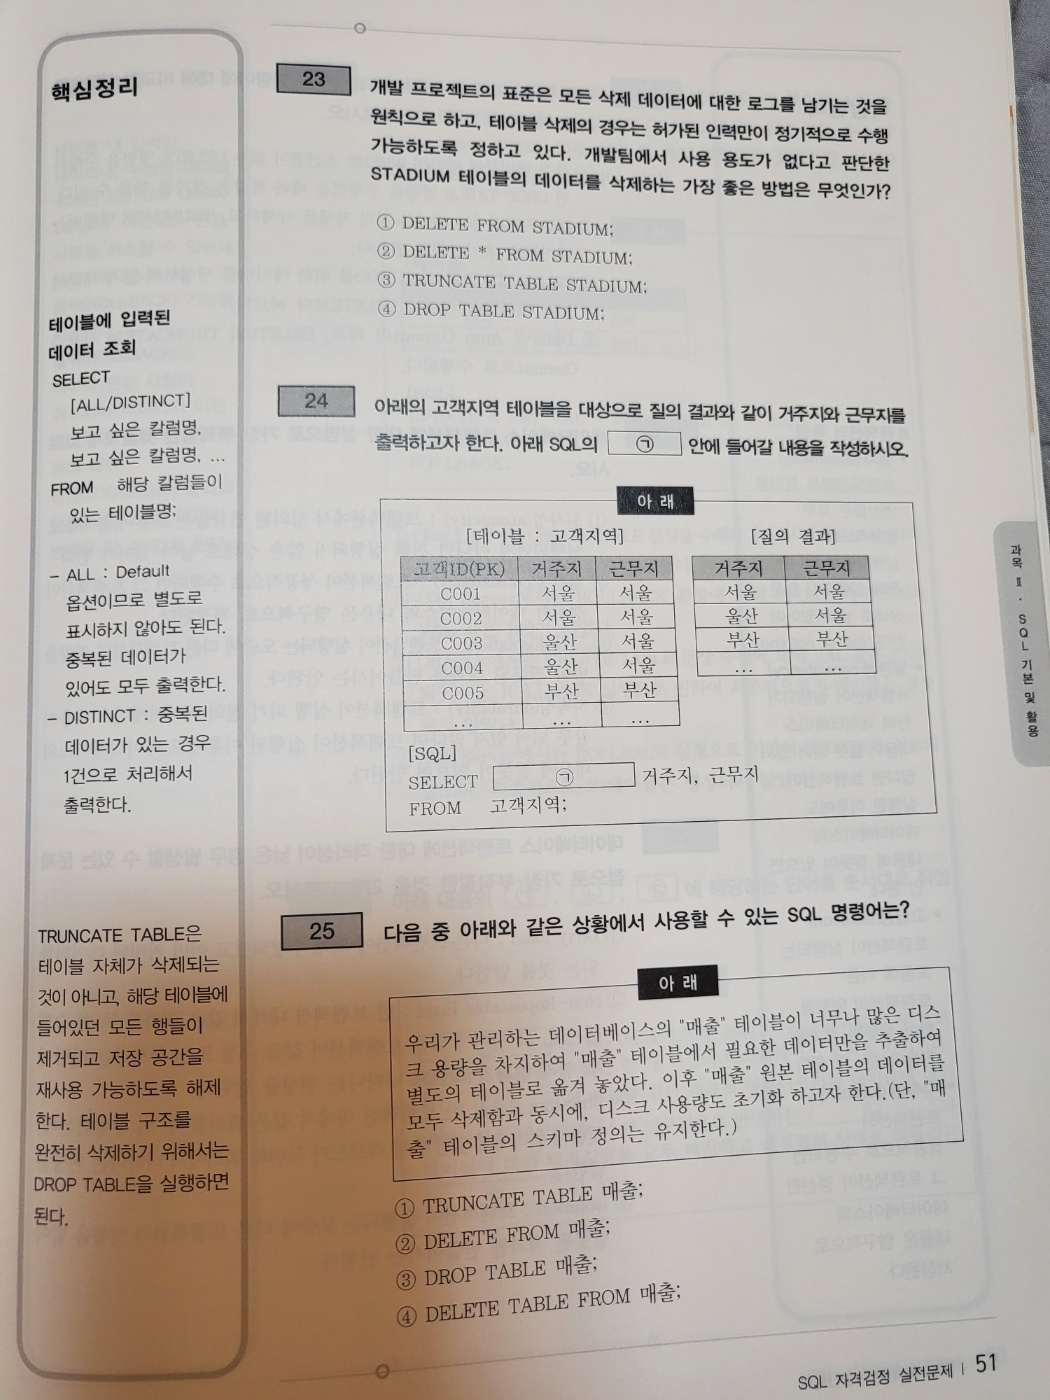 핵심정리
테이블에 입력된
데이터 조회
SELECT
[ALL/DISTINCT]
보고 싶은 칼럼명,
보고 싶은 칼럼명, ...
FROM 해당 칼럼들이
있는 테이블명;
- ALL : Default
옵션이므로 별도로
표시하지 않아도 된다.
중복된 데이터가
있어도 모두 출력한다.
- DISTINCT : 중복된
데이터가 있는 경우
1건으로 처리해서
출력한다.
TRUNCATE TABLE은
테이블 자체가 삭제되는
것이 아니고, 해당 테이블에
들어있던 모든 행들이
제거되고 저장 공간을
재사용 가능하도록 해제
한다. 테이블 구조를
완전히 삭제하기 위해서는
DROP TABLE을 실행하면
된다.
23
개발 프로젝트의 표준은 모든 삭제 데이터에 대한 로그를 남기는 것을
원칙으로 하고, 테이블 삭제의 경우는 허가된 인력만이 정기적으로 수행
가능하도록 정하고 있다. 개발팀에서 사용 용도가 없다고 판단한
STADIUM 테이블의 데이터를 삭제하는 가장 좋은 방법은 무엇인가?
① DELETE FROM STADIUM;
② DELETE * FROM STADIUM;
③ TRUNCATE TABLE STADIUM;
④ DROP TABLE STADIUM;
24
아래의 고객지역 테이블을 대상으로 질의 결과와 같이 거주지와 근무지를
출력하고자 한다. 아래 SQL의 ㉠ 안에 들어갈 내용을 작성하시오.
아 래
[테이블 : 고객지역] [질의 결과]
고객ID(PK) 거주지 근무지 거주지 근무지
C001 서울 서울 서울 서울
C002 서울 서울 울산 서울
C003 울산 서울 부산 부산
C004 울산 서울 ... ...
C005 부산 부산
... ... ...
[SQL]
SELECT ㉠ 거주지, 근무지
FROM 고객지역;
25
다음 중 아래와 같은 상황에서 사용할 수 있는 SQL 명령어는?
아 래
우리가 관리하는 데이터베이스의 "매출" 테이블이 너무나 많은 디스
크 용량을 차지하여 "매출" 테이블에서 필요한 데이터만을 추출하여
별도의 테이블로 옮겨 놓았다. 이후 "매출" 원본 테이블의 데이터를
모두 삭제함과 동시에, 디스크 사용량도 초기화 하고자 한다.(단, "매
출" 테이블의 스키마 정의는 유지한다.)
① TRUNCATE TABLE 매출;
② DELETE FROM 매출;
③ DROP TABLE 매출;
④ DELETE TABLE FROM 매출;
과목 Ⅱ · SQL 기본 및 활용
SQL 자격검정 실전문제 | 51